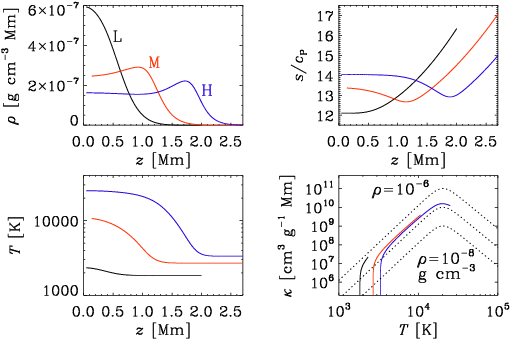 6×10⁻⁷
4×10⁻⁷
2×10⁻⁷
0
ρ [g cm⁻³ Mm]
L
M
H
0.0 0.5 1.0 1.5 2.0 2.5
z [Mm]
17
16
15
14
13
12
s/c_P
0.0 0.5 1.0 1.5 2.0 2.5
z [Mm]
10000
1000
T [K]
0.0 0.5 1.0 1.5 2.0 2.5
z [Mm]
10¹¹
10¹⁰
10⁹
10⁸
10⁷
10⁶
κ [cm³ g⁻¹ Mm]
ρ=10⁻⁶
ρ=10⁻⁸
g cm⁻³
10³ 10⁴ 10⁵
T [K]